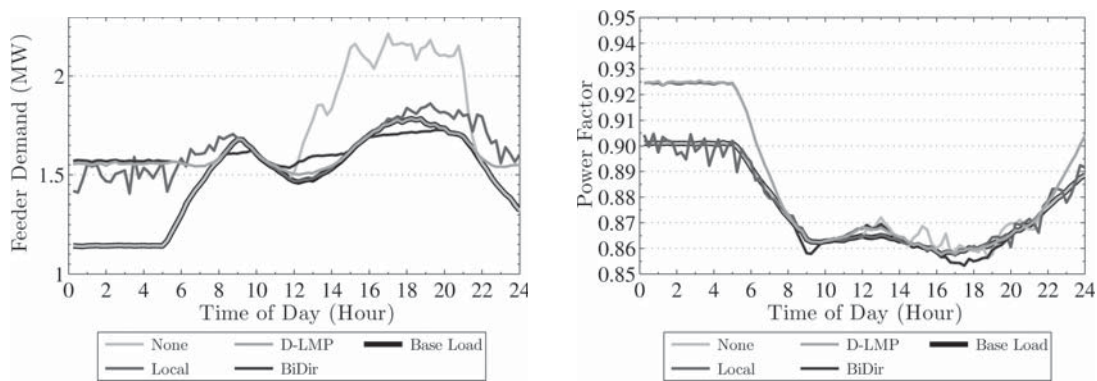 Feeder Demand (MW)
2
1.5
1
0 2 4 6 8 10 12 14 16 18 20 22 24
Time of Day (Hour)
None D-LMP Base Load
Local BiDir
Power Factor
0.95
0.94
0.93
0.92
0.91
0.90
0.89
0.88
0.87
0.86
0.85
0 2 4 6 8 10 12 14 16 18 20 22 24
Time of Day (Hour)
None D-LMP Base Load
Local BiDir